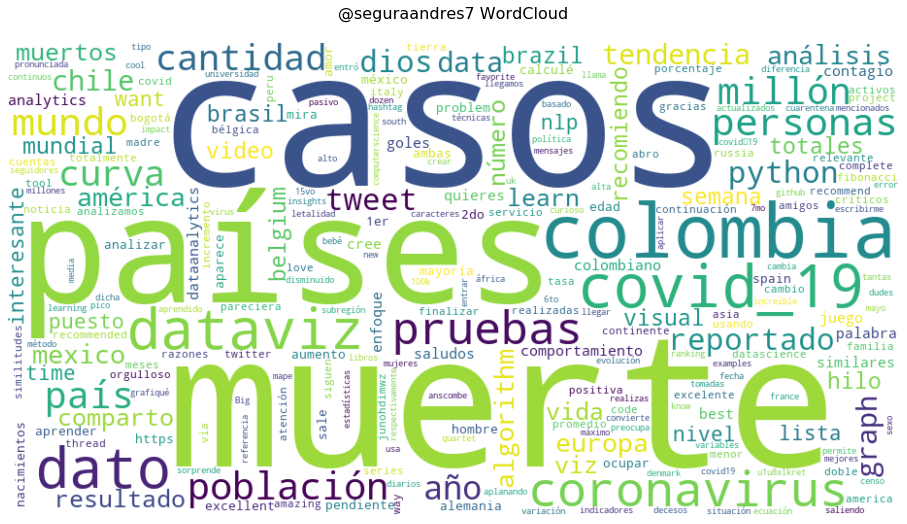 @seguraandres7 WordCloud
casos
países
muerte
colombia
covid_19
coronavirus
dataviz
pruebas
dato
población
millón
personas
mundo
cantidad
dios
data
brazil
tendencia
análisis
muertos
chile
want
brasil
mundial
curva
américa
video
tweet
learn
nlp
número
recomiendo
python
totales
semana
contagio
analytics
bogotá
mira
goles
belgium
dataanalytics
interesante
puesto
mexico
país
comparto
time
resultado
año
algorithm
viz
europa
vida
nivel
lista
graph
hilo
reportado
visual
palabra
similares
juego
enfoque
nacimientos
excellent
amazing
pendiente
alemania
ocupar
hombre
saludos
comportamiento
finalizar
realizadas
continente
colombiano
continuación
amigos
relevante
complete
fibonacci
recommend
críticos
escribirme
github
error
project
activos
actualizados
mencionados
cuarentena
covid
gracias
porcentaje
diferencia
llama
favorite
llegamos
basado
técnicas
mensajes
política
crear
problem
ambas
méxico
italy
peru
amor
tierra
entró
dozen
hashtag
south
computerscience
calculé
pasivo
alto
bélgica
universidad
tipo
cool
pronunciada
continuos
impact
madre
totalmente
cuentas
seguidores
tool
millones
noticia
analizamos
analizar
aparece
incremento
virus
insights
letalidad
15vo
caracteres
1er
2do
servicio
quieres
edad
abro
uk
russia
alta
curioso
new
bebé
love
cree
mayoría
tasa
100k
entrar
áfrica
llegar
6to
spain
cambio
asia
usando
cambia
increíble
aplicar
7mo
tantas
dudes
mayo
familia
datascience
ranking
evolución
positiva
mujeres
siguen
libros
disminuido
subregión
pareciera
aprendido
dicha
pico
media
learning
recommended
método
similitudes
razones
twitter
aumento
meses
orgulloso
grafiqué
mape
estadísticas
anscombe
quartet
respectivamente
junohdimwz
atención
sale
Big
referencia
via
aprender
thread
https
sorprende
series
usa
diarios
way
aplanando
code
convierte
promedio
realizas
máximo
preocupa
know
variables
examples
tomadas
fecha
france
excelente
best
menor
permite
mejores
sexo
censo
doble
america
saliendo
covid19
denmark
variación
indicadores
decesos
situación
ecuación